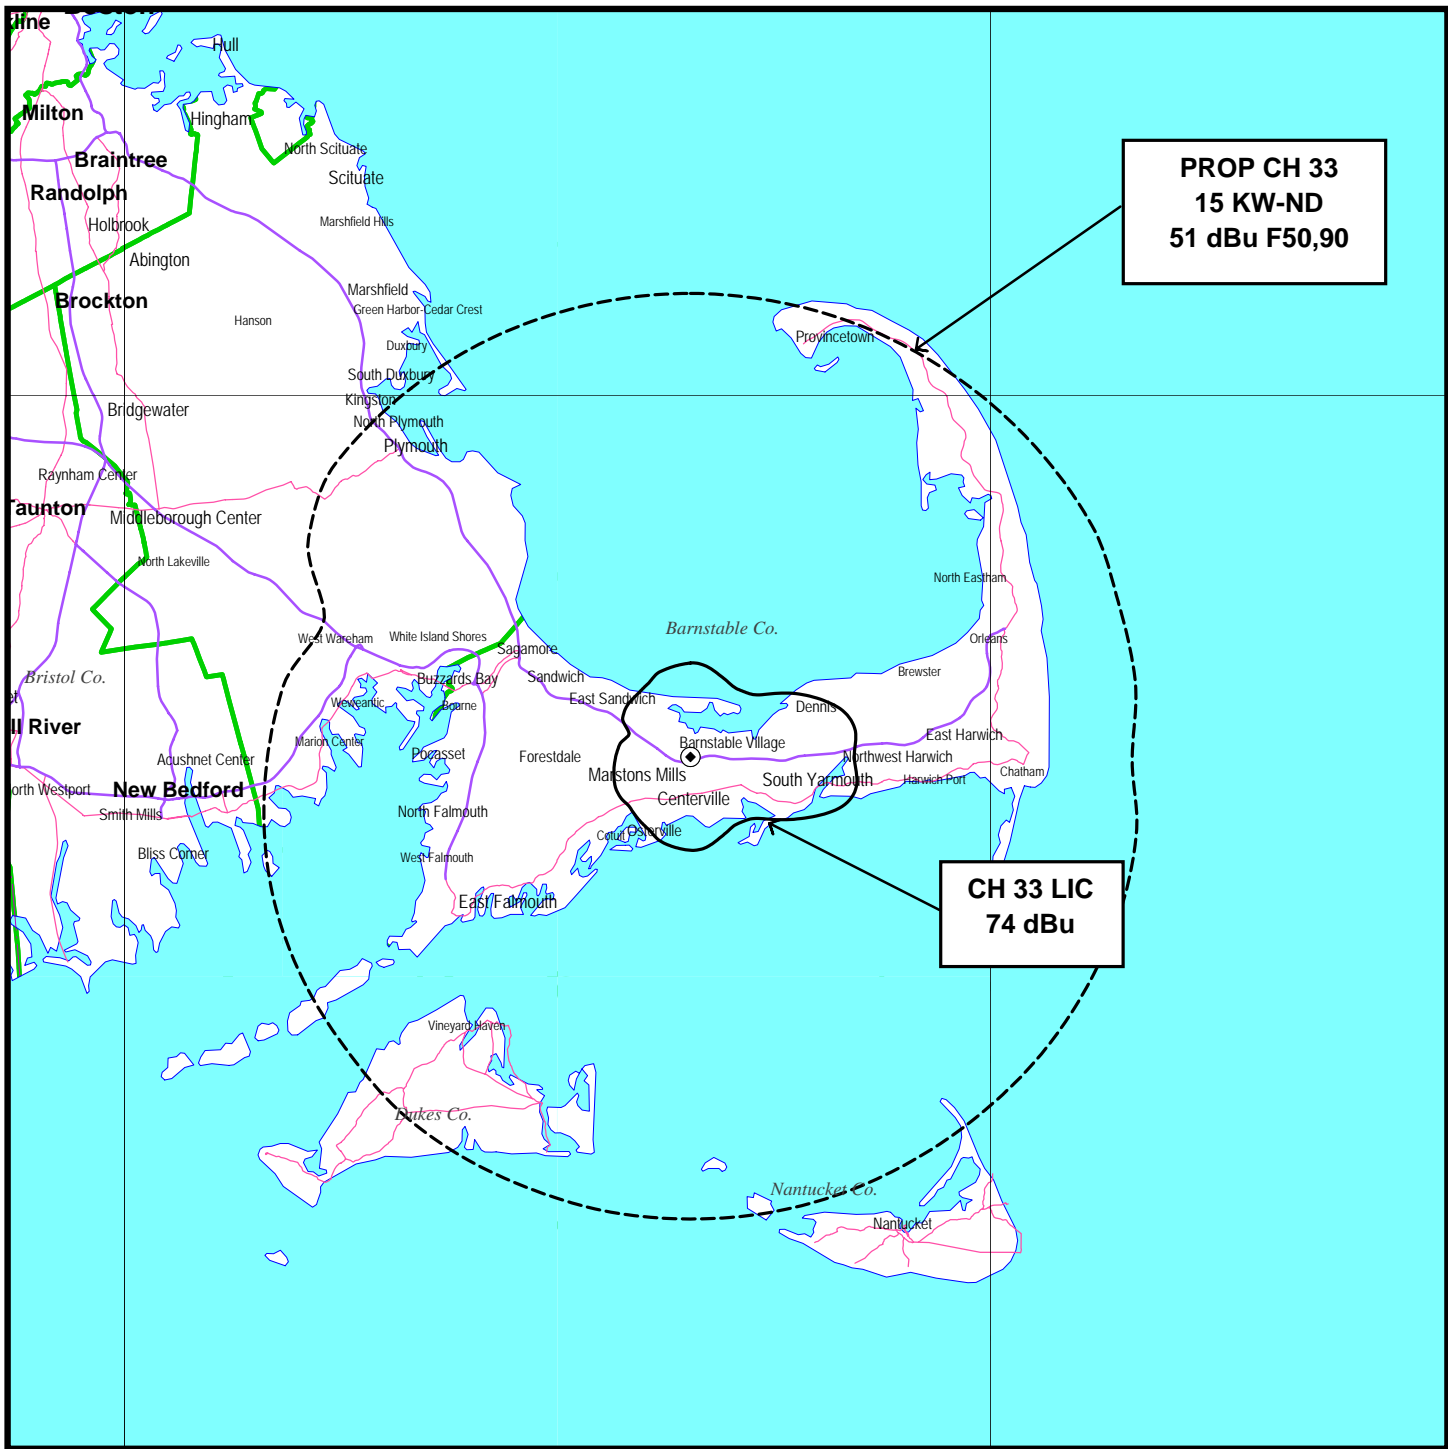 Boston
kline
Hull
Milton
Hingham
North Scituate
Braintree
Scituate
Randolph
Marshfield Hills
Holbrook
Abington
PROP CH 33
15 KW-ND
51 dBu F50,90
Marshfield
Brockton
Green Harbor-Cedar Crest
Hanson
Provincetown
Duxbury
South Duxbury
Kingston
Bridgewater
North Plymouth
Plymouth
Raynham Center
Taunton
Middleborough Center
North Lakeville
North Eastham
Barnstable Co.
West Wareham
White Island Shores
Orleans
Sagamore
Bristol Co.
Buzzards Bay
Sandwich
Brewster
et
East Sandwich
Weweantic
Bourne
Dennis
ll River
East Harwich
Marion Center
Barnstable Village
Pocasset
Forestdale
Northwest Harwich
Acushnet Center
Marstons Mills
South Yarmouth
Harwich Port
Chatham
orth Westport
New Bedford
Centerville
Smith Mills
North Falmouth
Cotuit
Osterville
Bliss Corner
West Falmouth
CH 33 LIC
74 dBu
East Falmouth
Vineyard Haven
Dukes Co.
Nantucket Co.
Nantucket